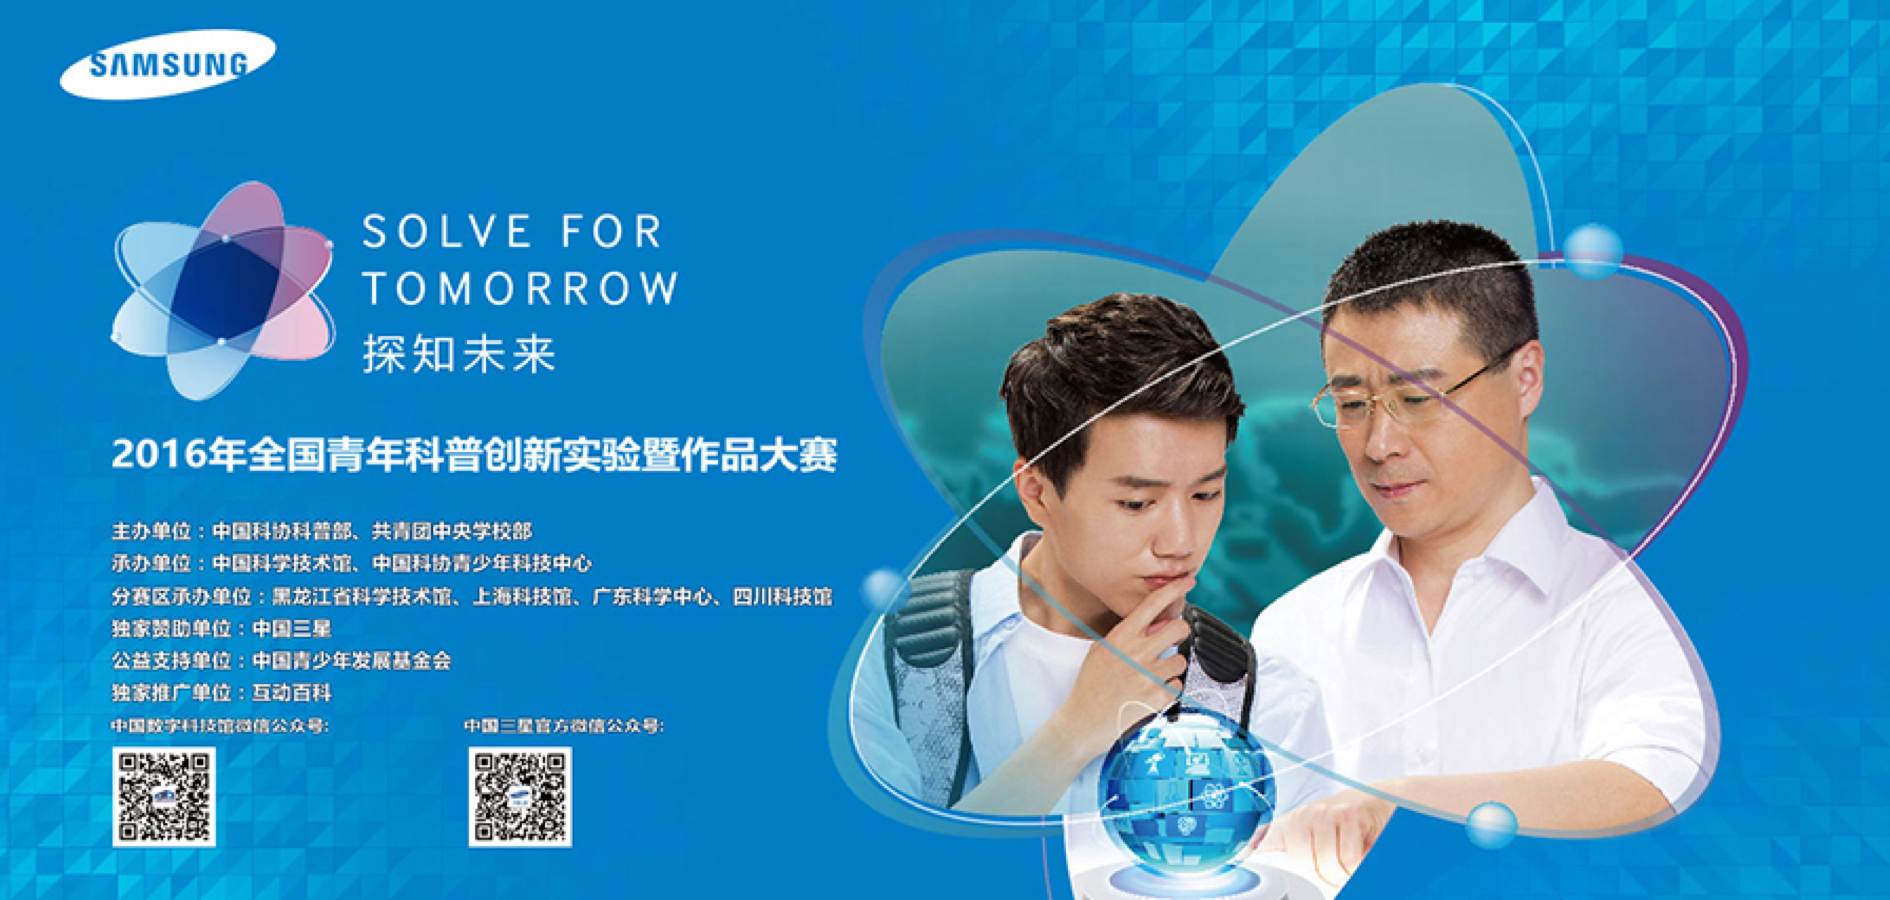 SAMSUNG
SOLVE FOR
TOMORROW
探知未来
2016年全国青年科普创新实验暨作品大赛
主办单位：中国科协科普部、共青团中央学校部
承办单位：中国科学技术馆、中国科协青少年科技中心
分赛区承办单位：黑龙江省科学技术馆、上海科技馆、广东科学中心、四川科技馆
独家赞助单位：中国三星
公益支持单位：中国青少年发展基金会
独家推广单位：互动百科
中国数字科技馆微信公众号:
中国三星官方微信公众号: